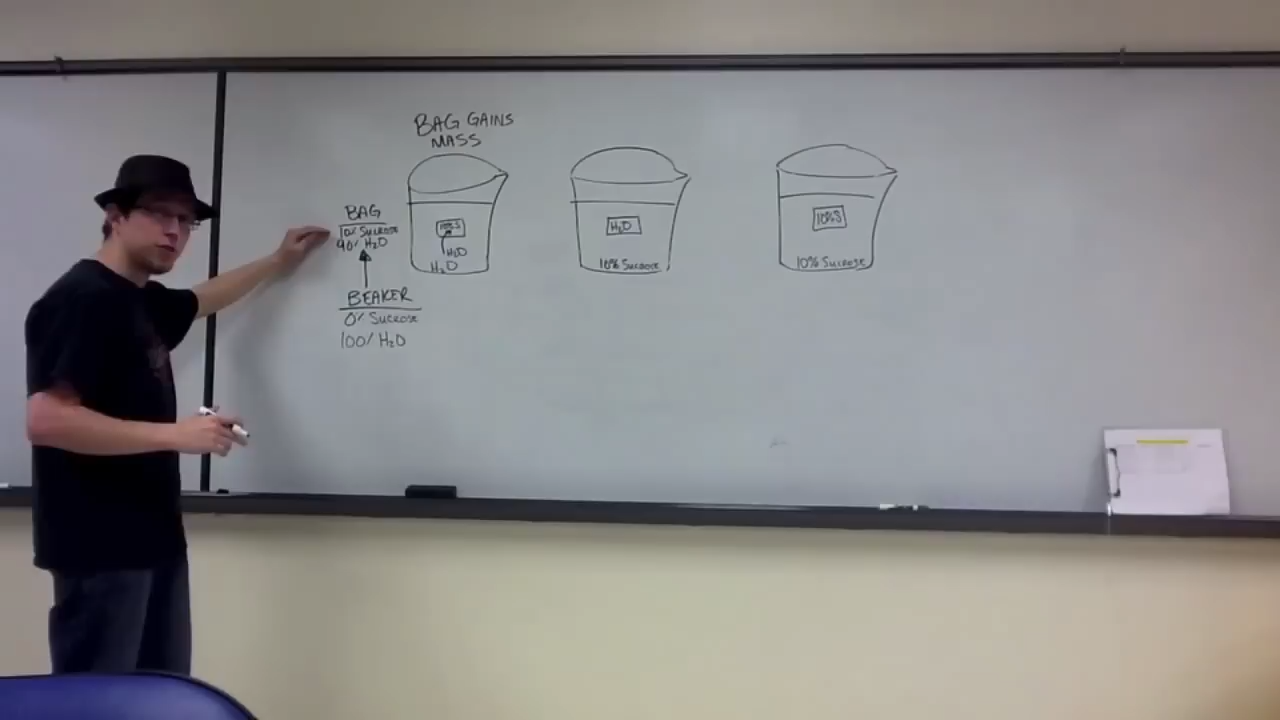 BAG GAINS
MASS
BAG
10% Sucrose
90% H₂O
BEAKER
0% Sucrose
100% H₂O
10%S
H₂O
H₂O
H₂O
10% Sucrose
10%S
10% Sucrose